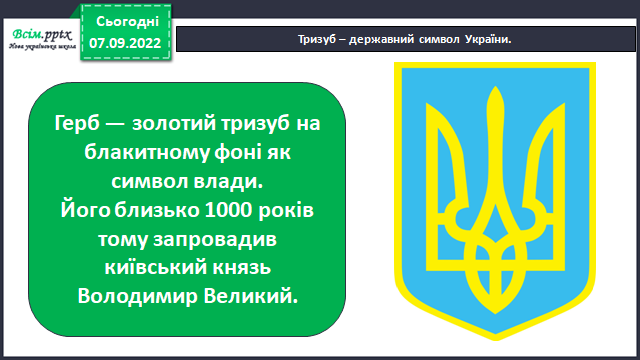 Всім.pptx
Нова українська школа
Сьогодні
07.09.2022
Тризуб – державний символ України.
Герб — золотий тризуб на
блакитному фоні як
символ влади.
Його близько 1000 років
тому запровадив
київський князь
Володимир Великий.